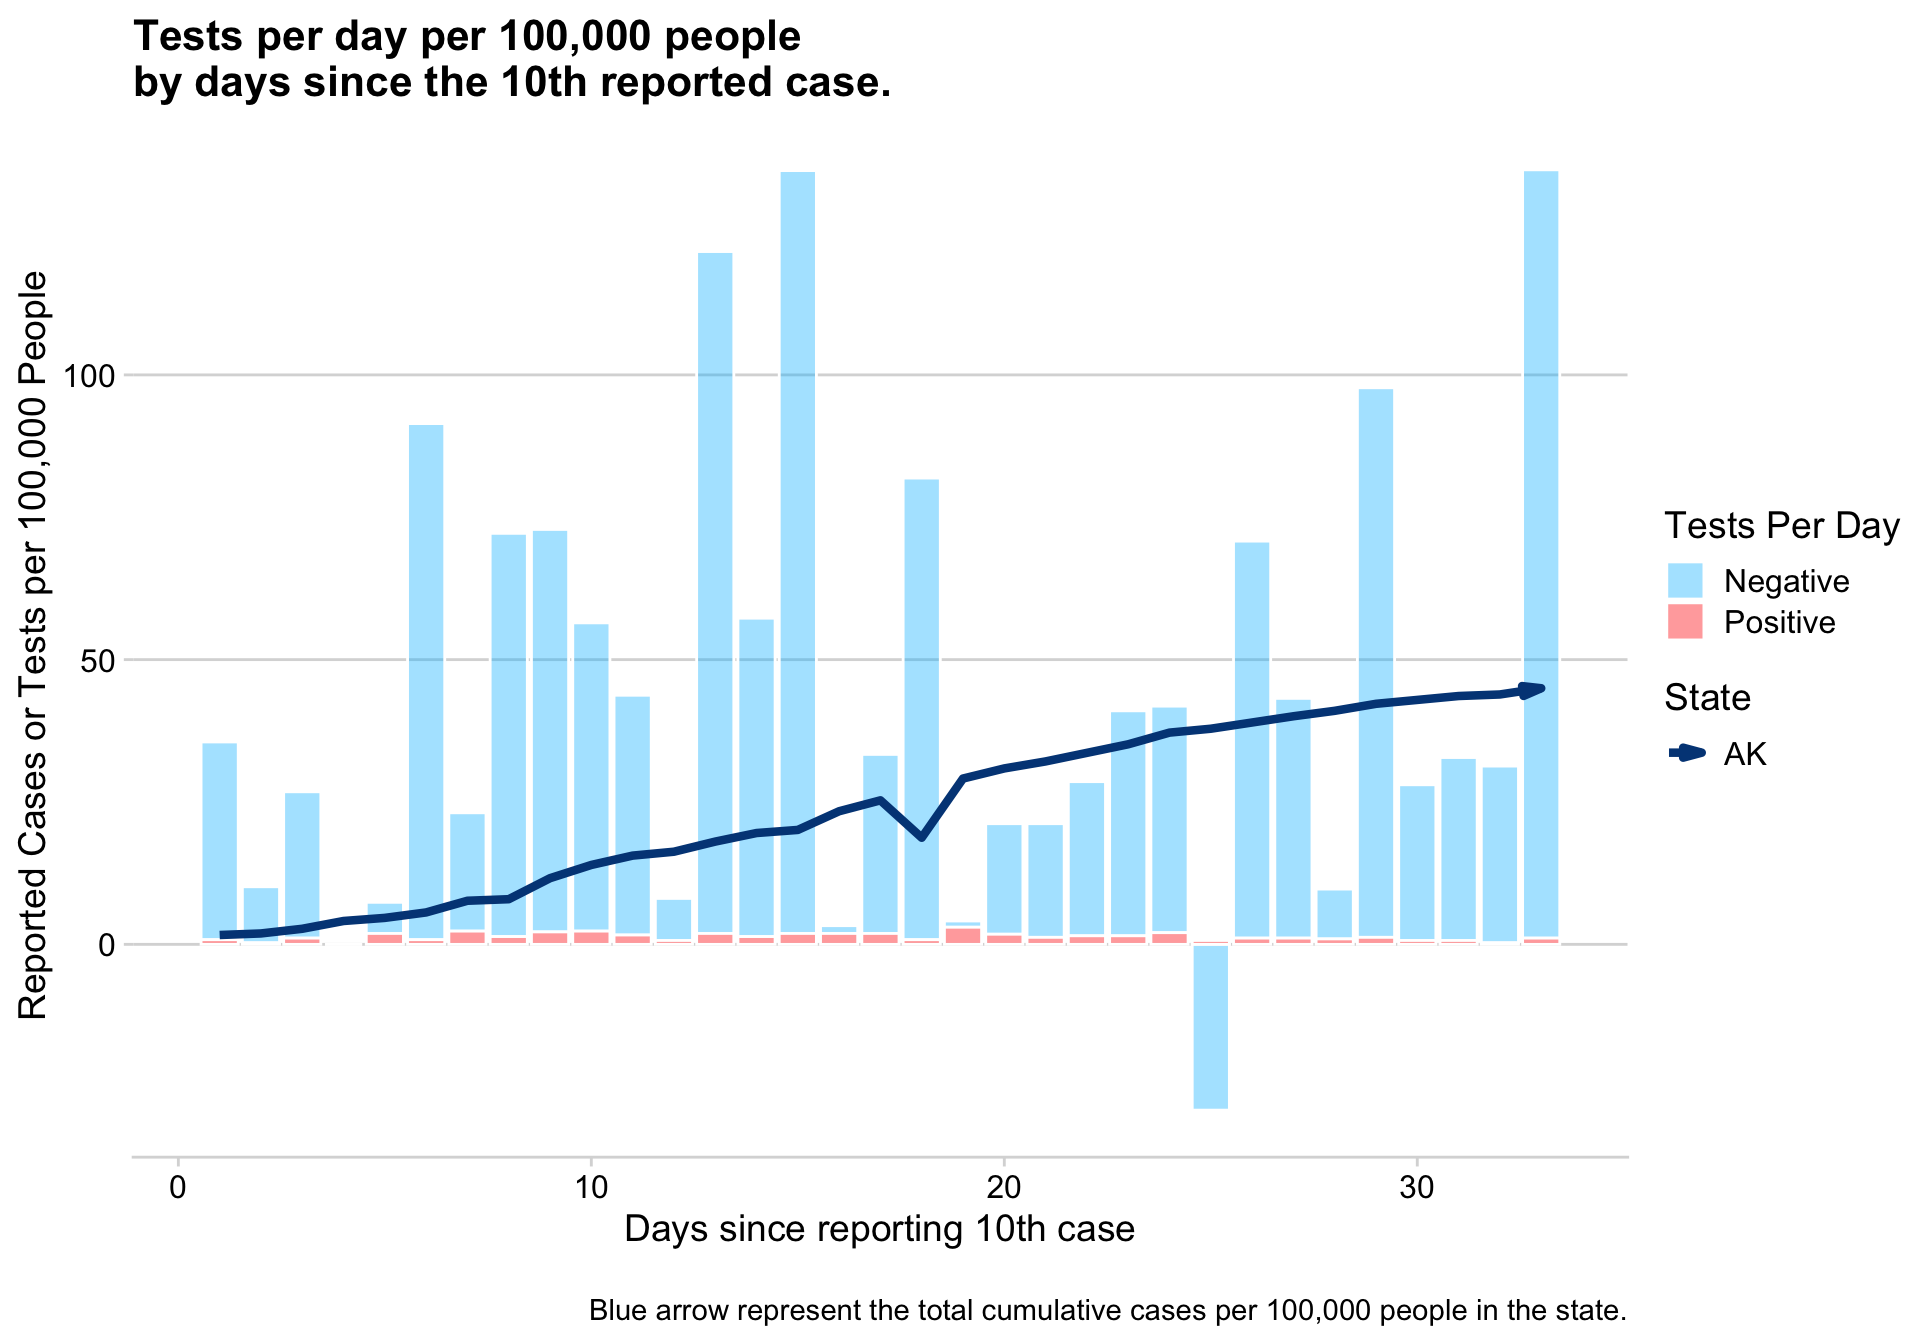 Tests per day per 100,000 people
by days since the 10th reported case.
Reported Cases or Tests per 100,000 People
100
50
0
0
10
20
30
Days since reporting 10th case
Tests Per Day
Negative
Positive
State
AK
Blue arrow represent the total cumulative cases per 100,000 people in the state.